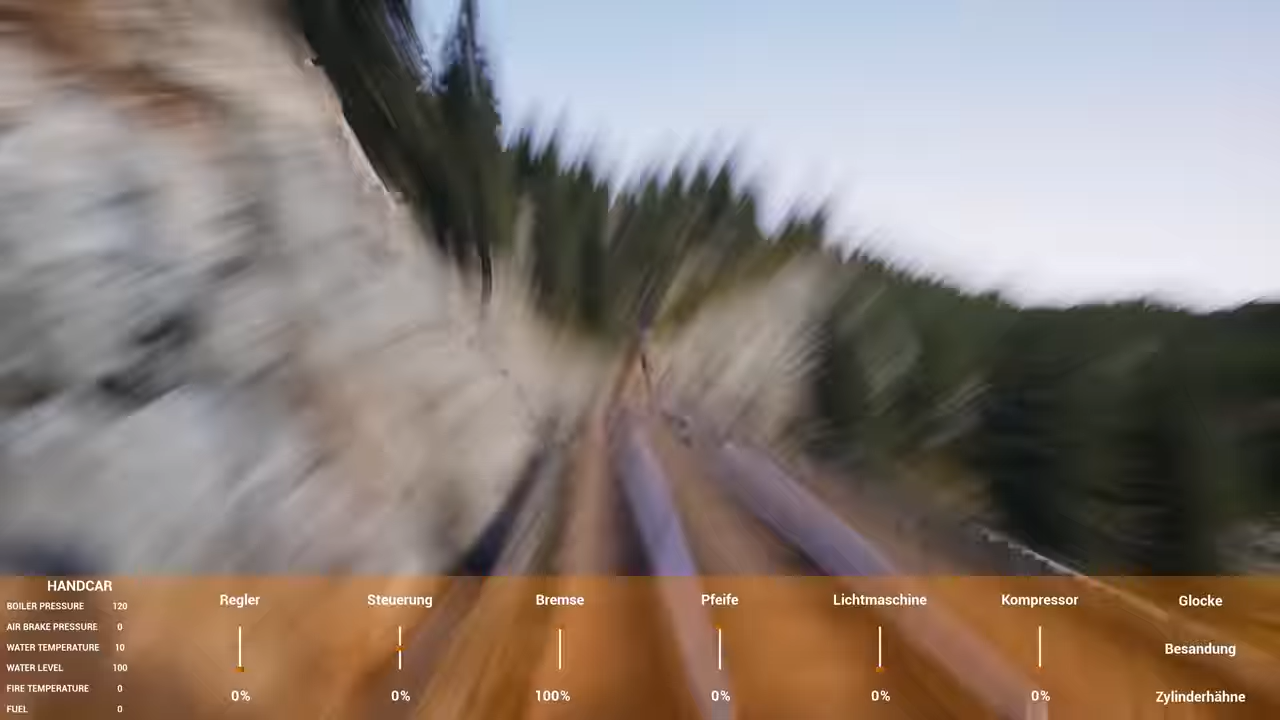 HANDCAR
BOILER PRESSURE 120
AIR BRAKE PRESSURE 0
WATER TEMPERATURE 10
WATER LEVEL 100
FIRE TEMPERATURE 0
FUEL 0
Regler
0%
Steuerung
0%
Bremse
100%
Pfeife
0%
Lichtmaschine
0%
Kompressor
0%
Glocke
Besandung
Zylinderhähne